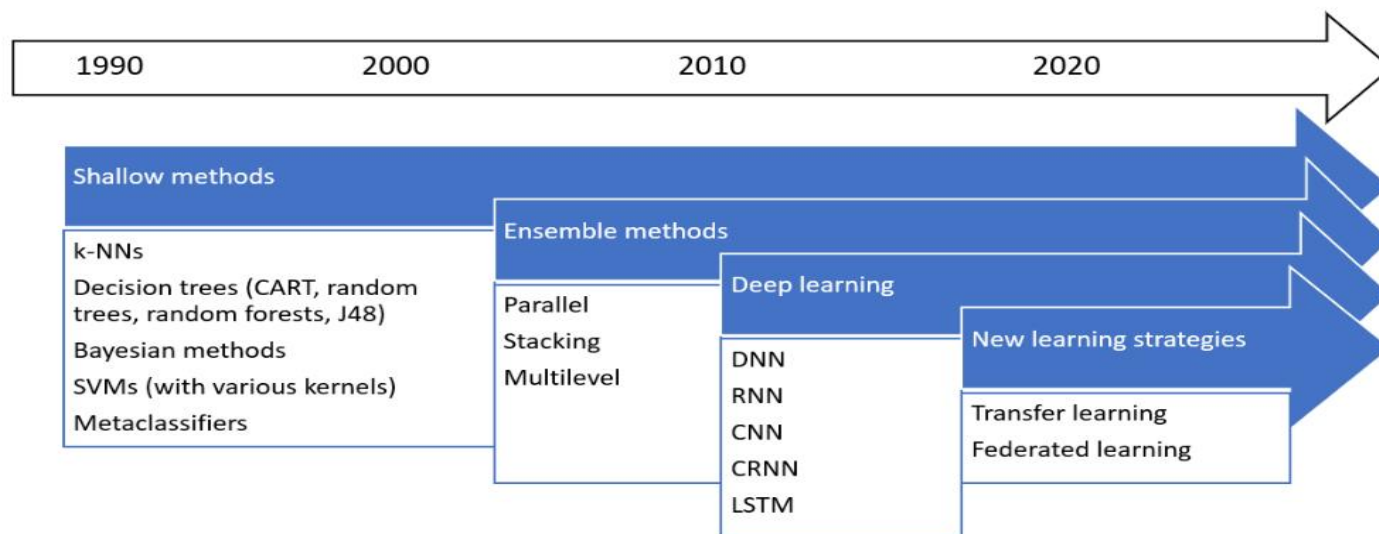 1990 2000 2010 2020
Shallow methods
k-NNs
Decision trees (CART, random
trees, random forests, J48)
Bayesian methods
SVMs (with various kernels)
Metaclassifiers
Ensemble methods
Parallel
Stacking
Multilevel
Deep learning
DNN
RNN
CNN
CRNN
LSTM
New learning strategies
Transfer learning
Federated learning